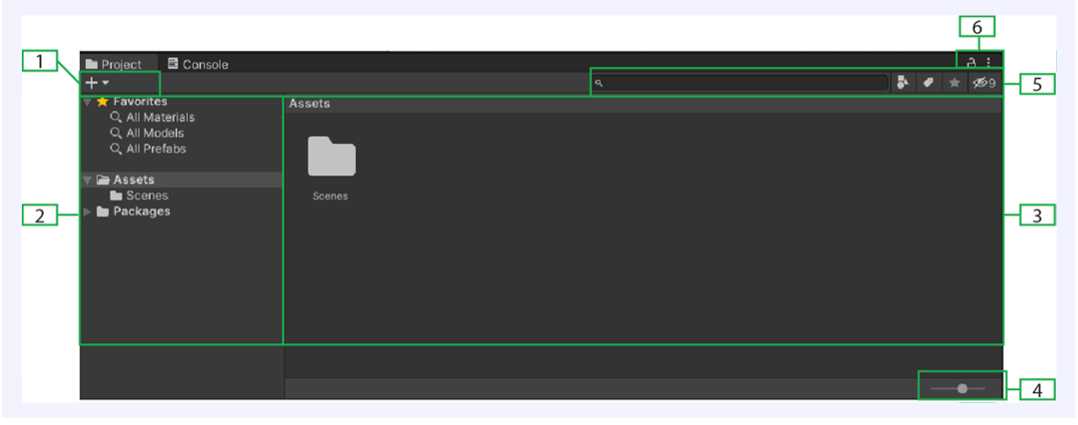 6
1
Project
Console
5
9
Favorites
All Materials
All Models
All Prefabs
Assets
Scenes
Packages
Assets
Scenes
2
3
4